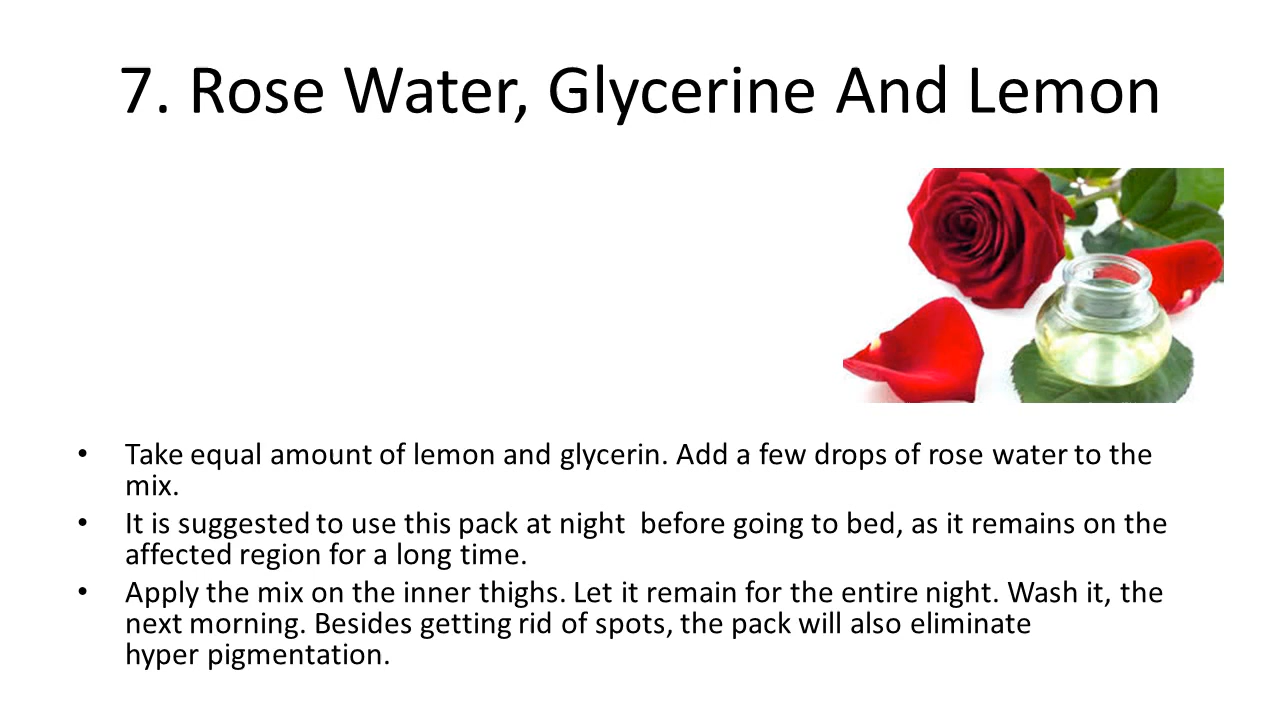 7. Rose Water, Glycerine And Lemon
• Take equal amount of lemon and glycerin. Add a few drops of rose water to the
mix.
• It is suggested to use this pack at night  before going to bed, as it remains on the
affected region for a long time.
• Apply the mix on the inner thighs. Let it remain for the entire night. Wash it, the
next morning. Besides getting rid of spots, the pack will also eliminate
hyper pigmentation.